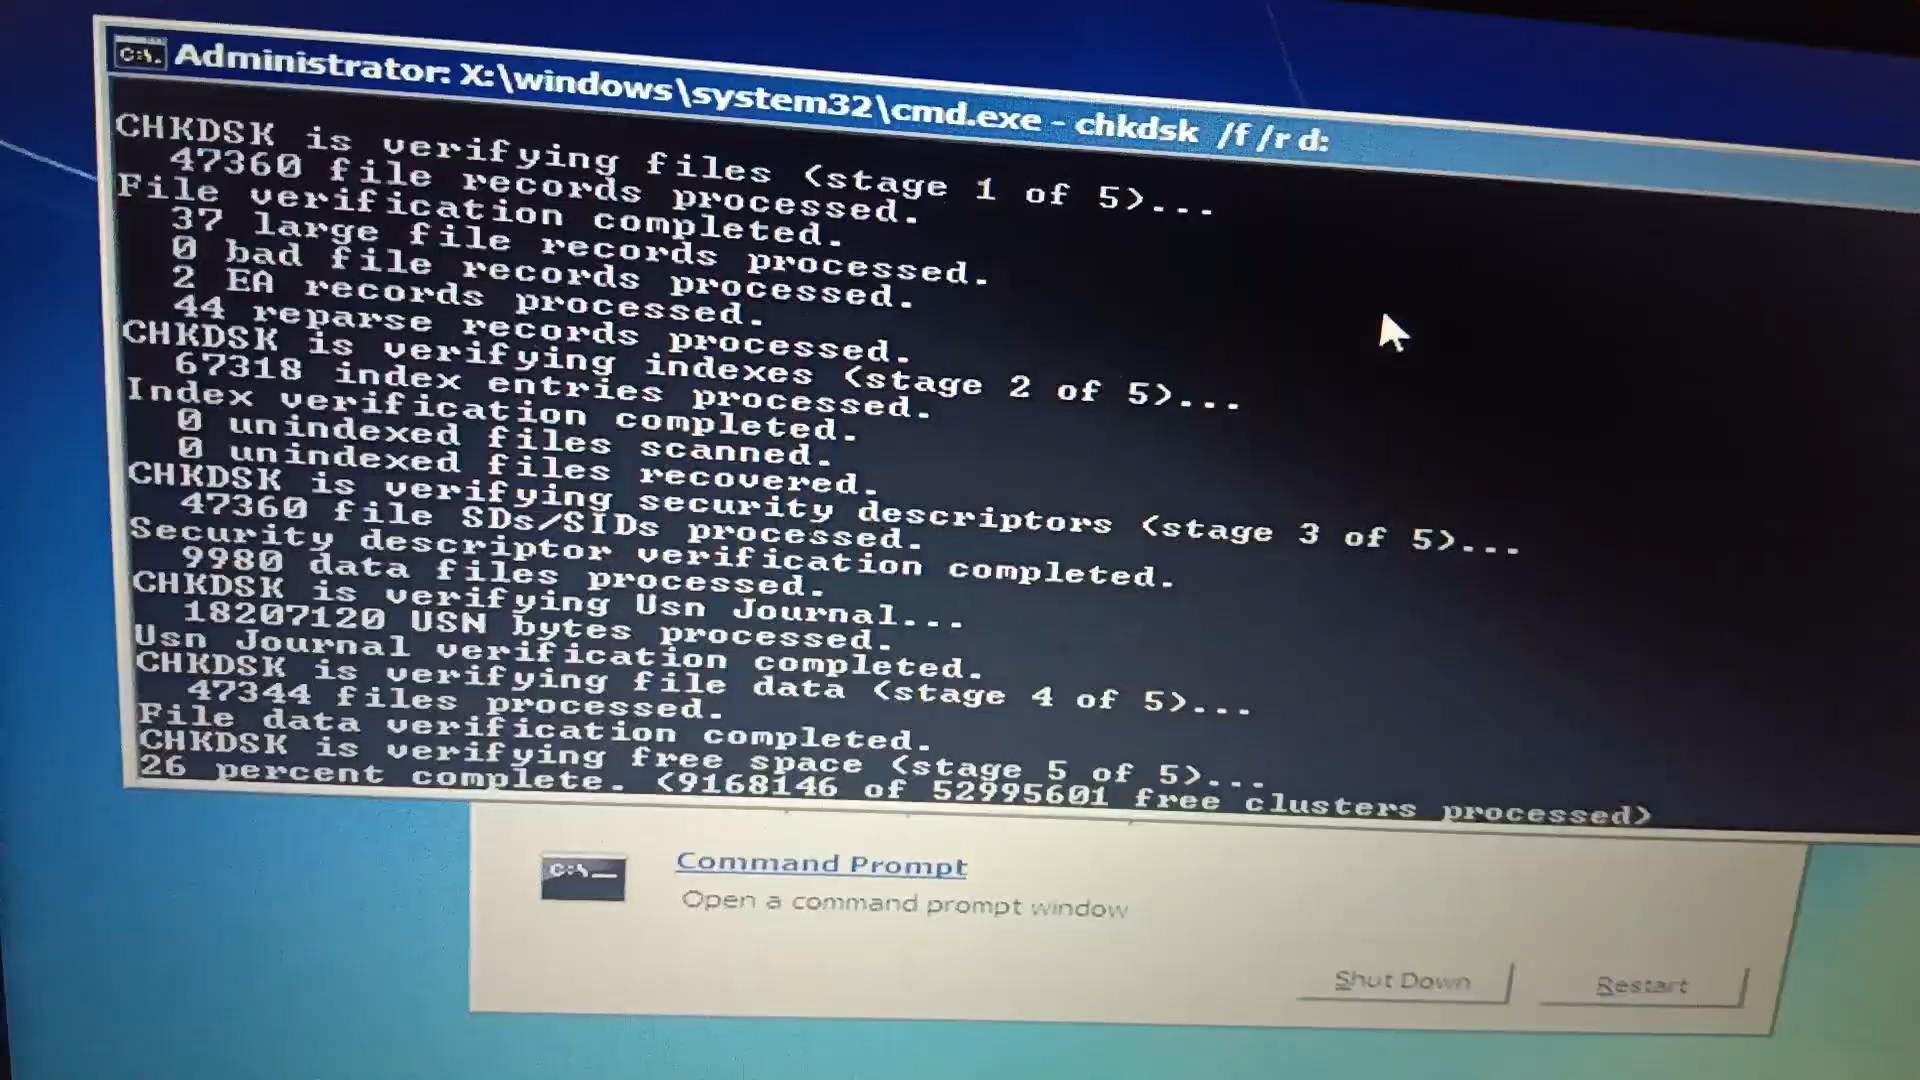 Administrator: X:\windows\system32\cmd.exe - chkdsk /f /r d:
CHKDSK is verifying files (stage 1 of 5)...
47360 file records processed.
File verification completed.
37 large file records processed.
0 bad file records processed.
2 EA records processed.
44 reparse records processed.
CHKDSK is verifying indexes (stage 2 of 5)...
67318 index entries processed.
Index verification completed.
0 unindexed files scanned.
0 unindexed files recovered.
CHKDSK is verifying security descriptors (stage 3 of 5)...
47360 file SDs/SIDs processed.
Security descriptor verification completed.
9980 data files processed.
CHKDSK is verifying Usn Journal...
18207120 USN bytes processed.
Usn Journal verification completed.
CHKDSK is verifying file data (stage 4 of 5)...
47344 files processed.
File data verification completed.
CHKDSK is verifying free space (stage 5 of 5)...
26 percent complete. (9168146 of 52995601 free clusters processed)
C:\_
Command Prompt
Open a command prompt window
Shut Down
Restart